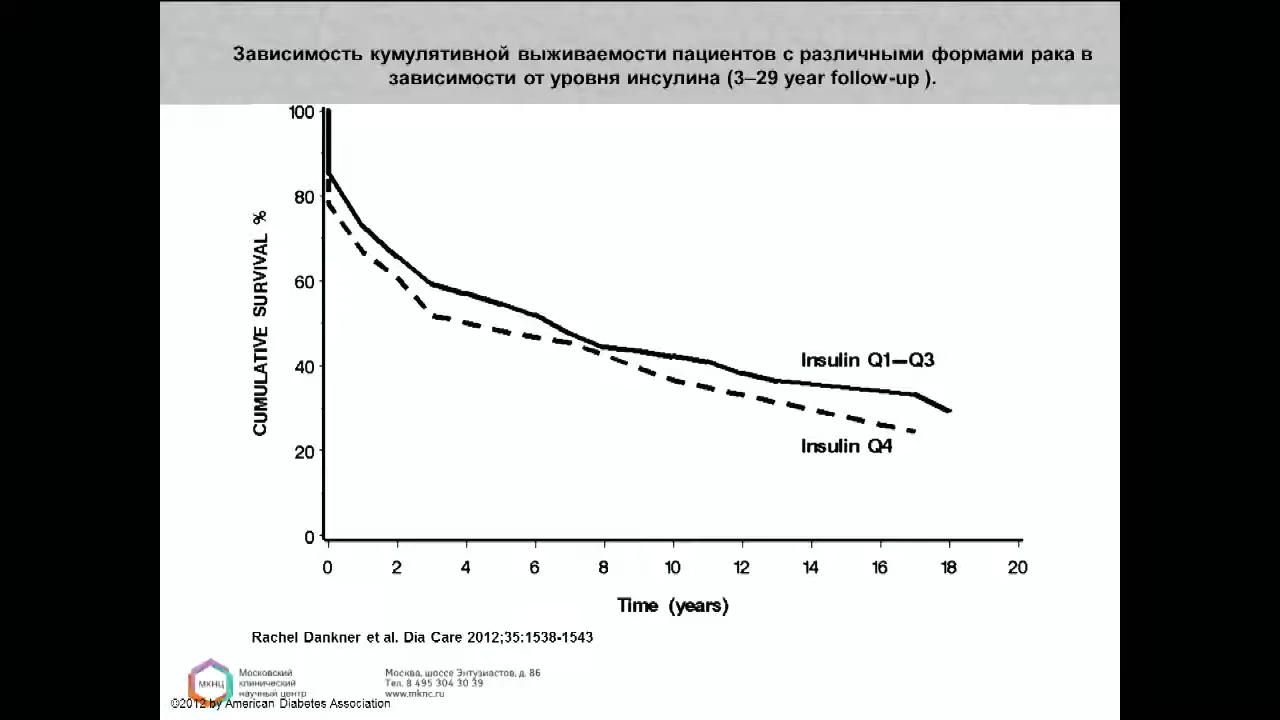 Зависимость кумулятивной выживаемости пациентов с различными формами рака в
зависимости от уровня инсулина (3–29 year follow-up ).
100
80
60
40
20
0
CUMULATIVE SURVIVAL %
Insulin Q1–Q3
Insulin Q4
0 2 4 6 8 10 12 14 16 18 20
Time (years)
Rachel Dankner et al. Dia Care 2012;35:1538-1543
МКНЦ
Московский
клинический
научный центр
Москва, шоссе Энтузиастов, д. 86
Тел. 8 495 304 30 39
www.mknc.ru
©2012 by American Diabetes Association